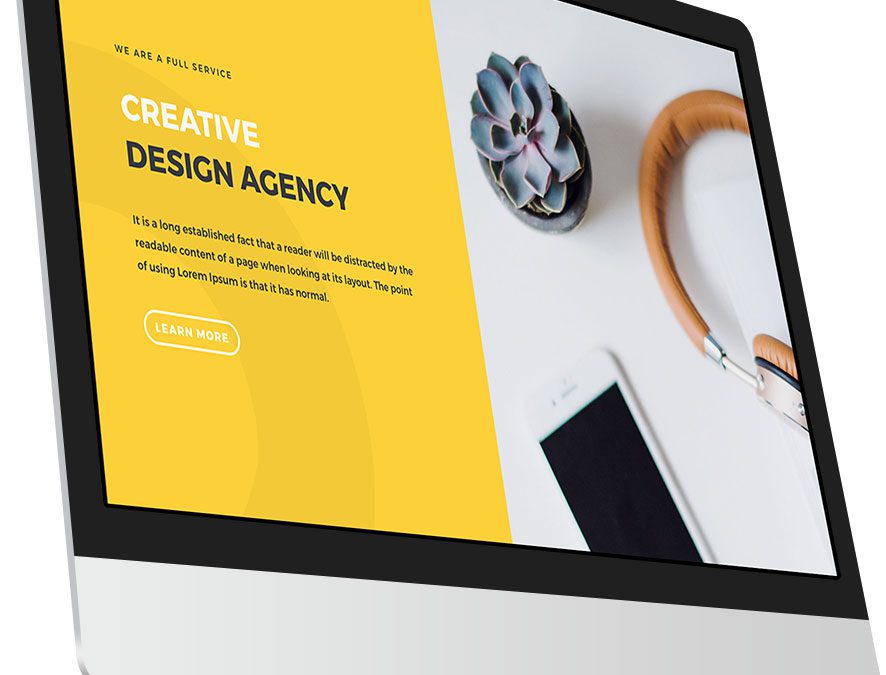 WE ARE A FULL SERVICE
CREATIVE
DESIGN AGENCY
It is a long established fact that a reader will be distracted by the
readable content of a page when looking at its layout. The point
of using Lorem Ipsum is that it has normal.
LEARN MORE